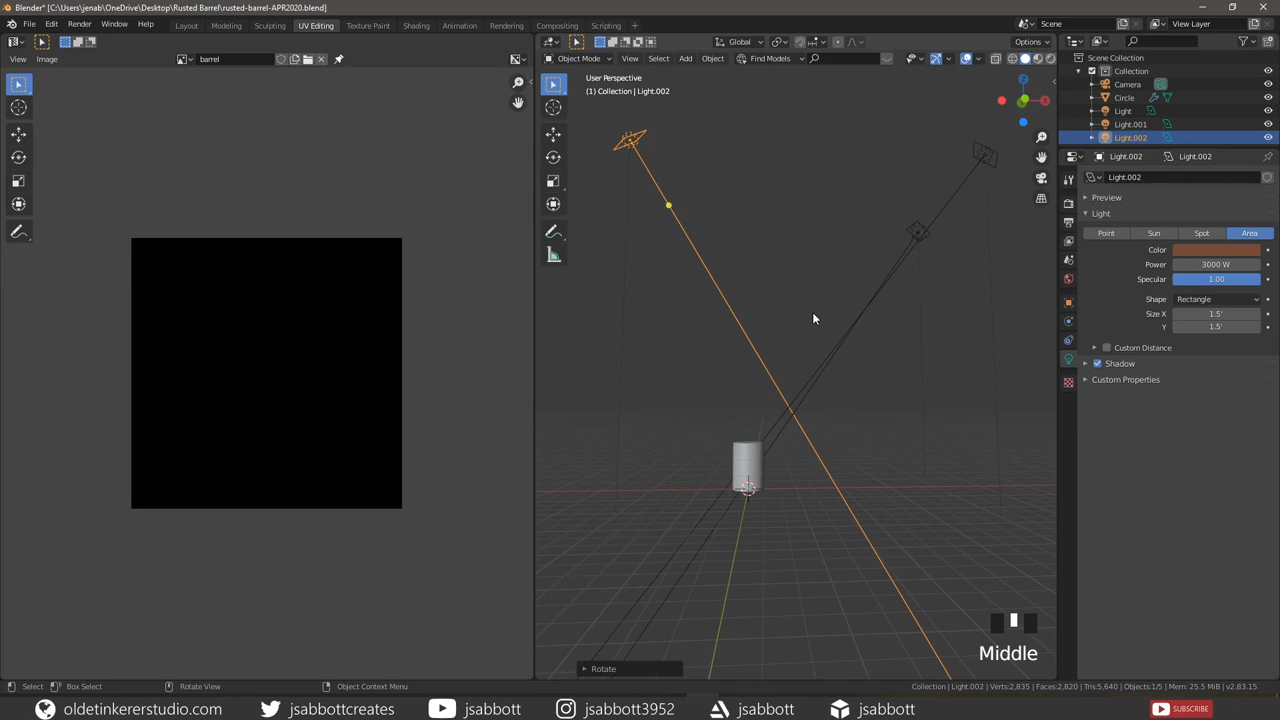 Blender* [C:\Users\jenab\OneDrive\Desktop\Rusted Barrel\rusted-barrel-APR2020.blend]
File Edit Render Window Help Layout Modeling Sculpting UV Editing Texture Paint Shading Animation Rendering Compositing Scripting Scene View Layer
Global Options
View Image barrel Object Mode View Select Add Object Find Models
User Perspective
(1) Collection | Light.002
Scene Collection
Collection
Camera
Circle
Light
Light.001
Light.002
Light.002 Light.002
Light.002
Preview
Light
Point Sun Spot Area
Color
Power 3000 W
Specular 1.00
Shape Rectangle
Size X 1.5'
Y 1.5'
Custom Distance
Shadow
Custom Properties
X
Middle
Rotate
Select Box Select Rotate View Object Context Menu Collection | Light.002 | Verts:2,835 | Faces:2,820 | Tris:5,640 | Objects:1/5 | Mem: 25.5 MiB | v2.83.15
oldetinkererstudio.com jsabbottcreates jsabbott jsabbott3952 jsabbott jsabbott SUBSCRIBE